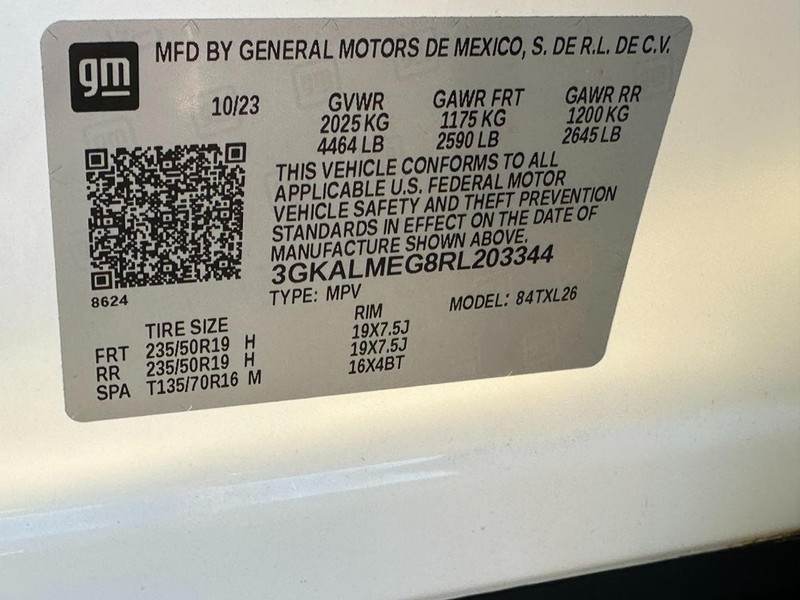 gm MFD BY GENERAL MOTORS DE MEXICO, S. DE R.L. DE C.V.
10/23 GVWR GAWR FRT GAWR RR
2025 KG 1175 KG 1200 KG
4464 LB 2590 LB 2645 LB
THIS VEHICLE CONFORMS TO ALL
APPLICABLE U.S. FEDERAL MOTOR
VEHICLE SAFETY AND THEFT PREVENTION
STANDARDS IN EFFECT ON THE DATE OF
MANUFACTURE SHOWN ABOVE.
3GKALMEG8RL203344
8624
TYPE: MPV MODEL: 84TXL26
TIRE SIZE RIM
FRT 235/50R19 H 19X7.5J
RR 235/50R19 H 19X7.5J
SPA T135/70R16 M 16X4BT